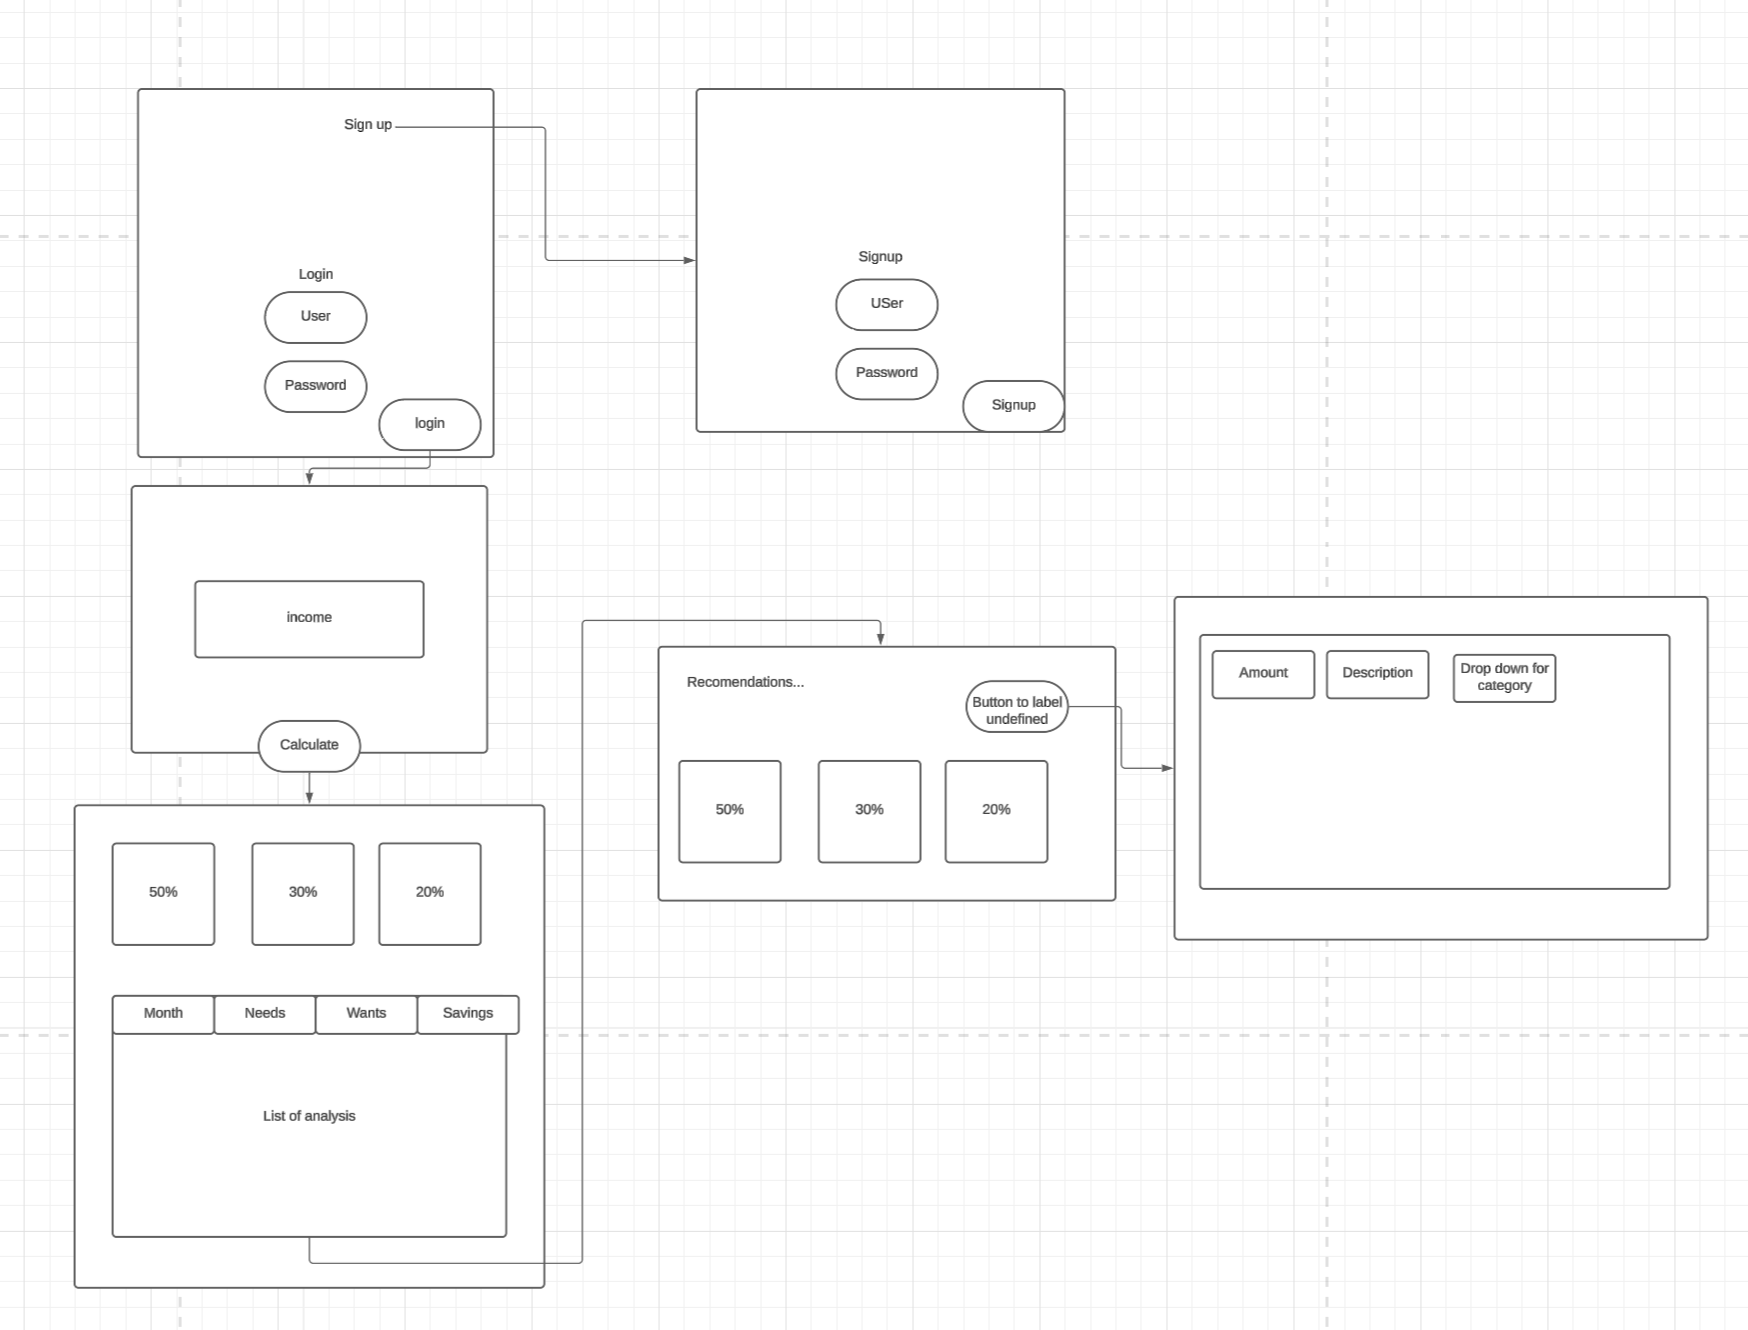 Sign up
Login
User
Password
login
Signup
USer
Password
Signup
income
Calculate
50%
30%
20%
Month
Needs
Wants
Savings
List of analysis
Recomendations...
Button to label
undefined
50%
30%
20%
Amount
Description
Drop down for
category